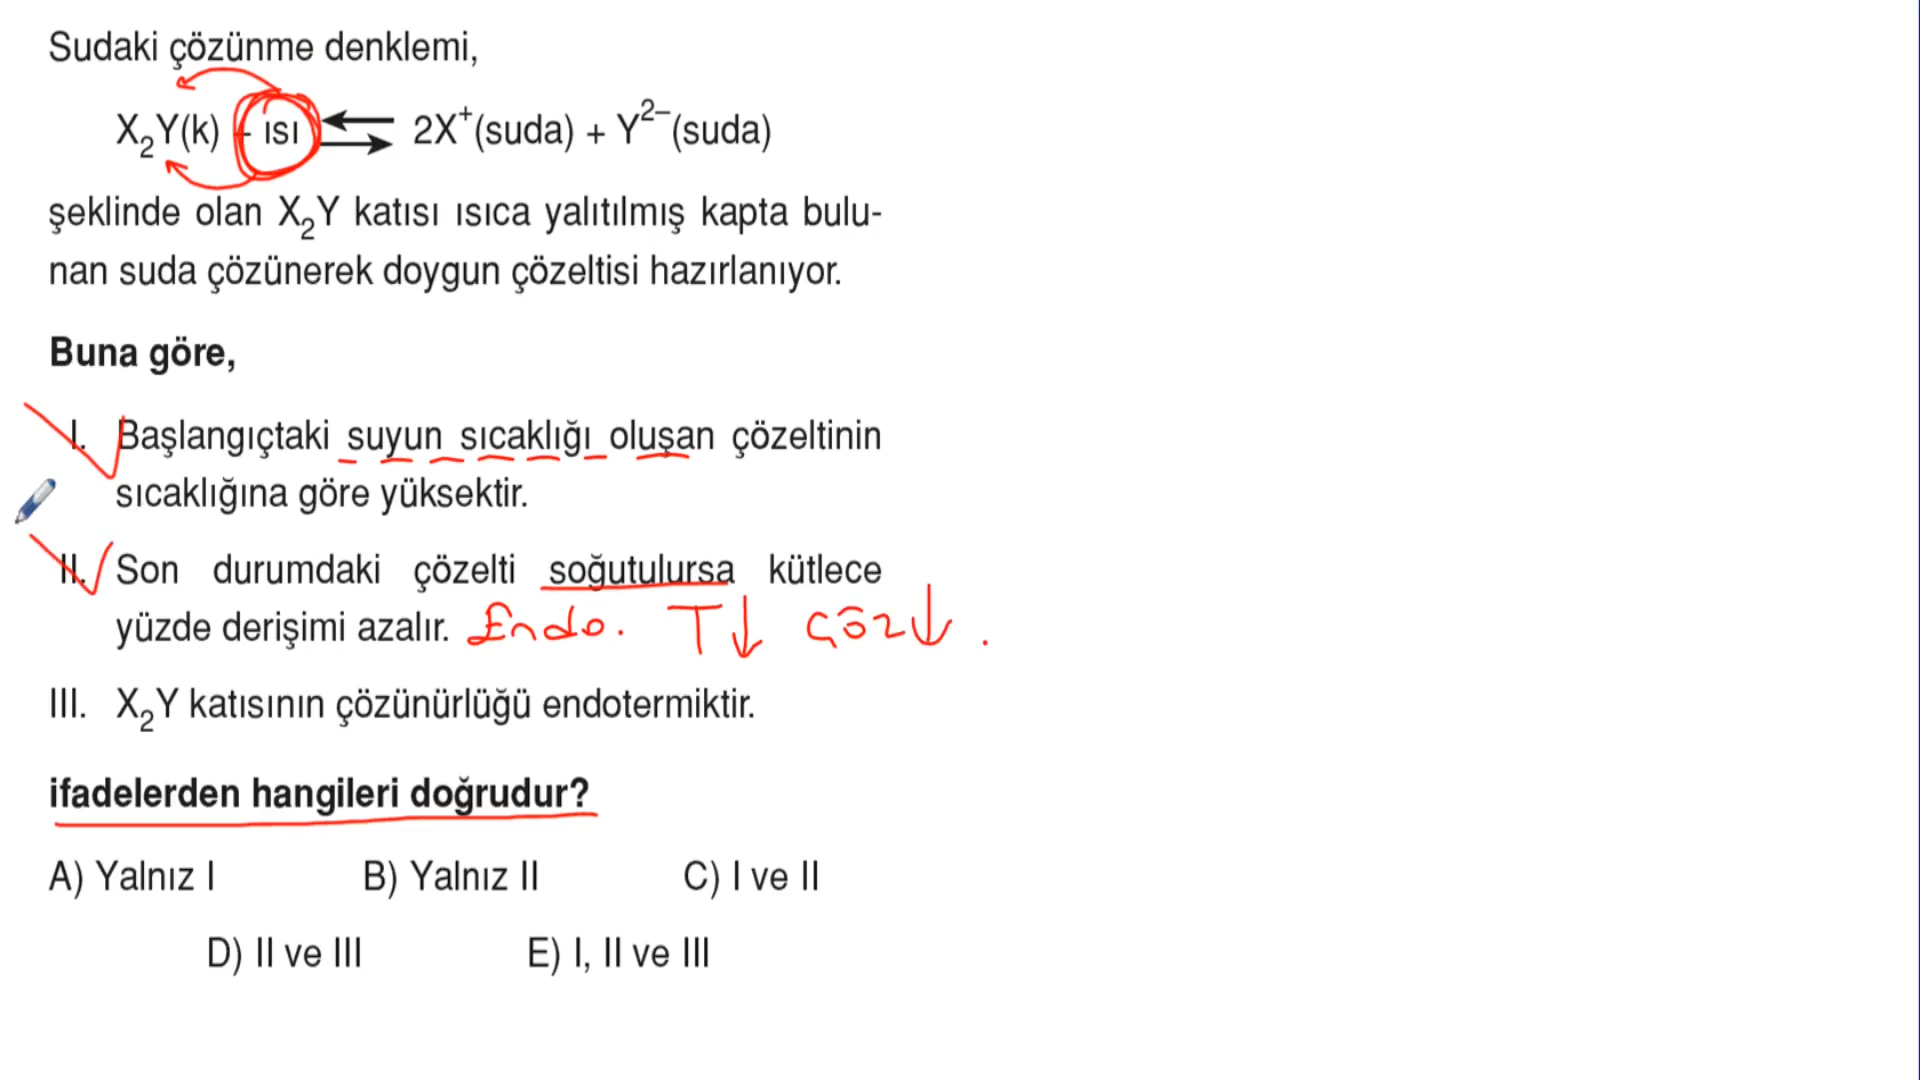 Sudaki çözünme denklemi,
X₂Y(k) + ısı ⇌ 2X⁺(suda) + Y²⁻(suda)
şeklinde olan X₂Y katısı ısıca yalıtılmış kapta bulu-
nan suda çözünerek doygun çözeltisi hazırlanıyor.
Buna göre,
I. Başlangıçtaki suyun sıcaklığı oluşan çözeltinin
sıcaklığına göre yüksektir.
II. Son durumdaki çözelti soğutulursa kütlece
yüzde derişimi azalır. Endo. T↓ çöz↓.
III. X₂Y katısının çözünürlüğü endotermiktir.
ifadelerden hangileri doğrudur?
A) Yalnız I B) Yalnız II C) I ve II
D) II ve III E) I, II ve III